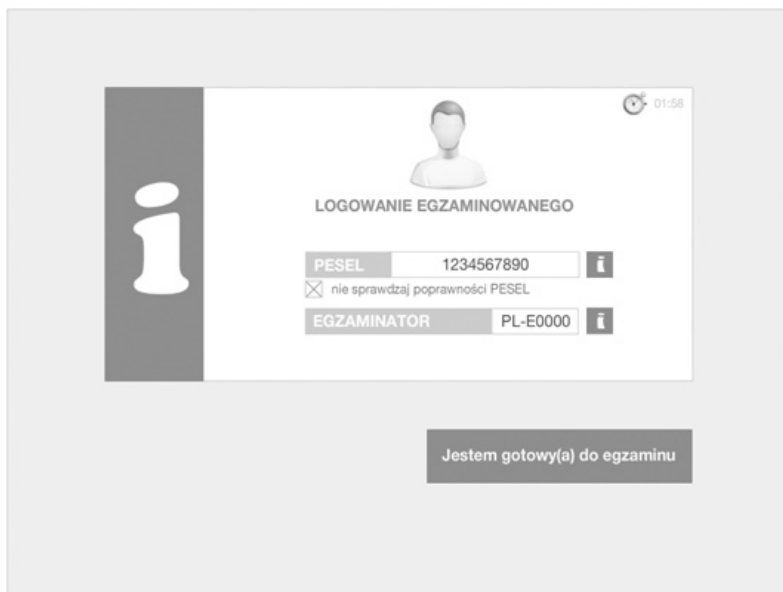 01:58
LOGOWANIE EGZAMINOWANEGO
PESEL 1234567890 i
nie sprawdzaj poprawności PESEL
EGZAMINATOR PL-E0000 i
i
Jestem gotowy(a) do egzaminu